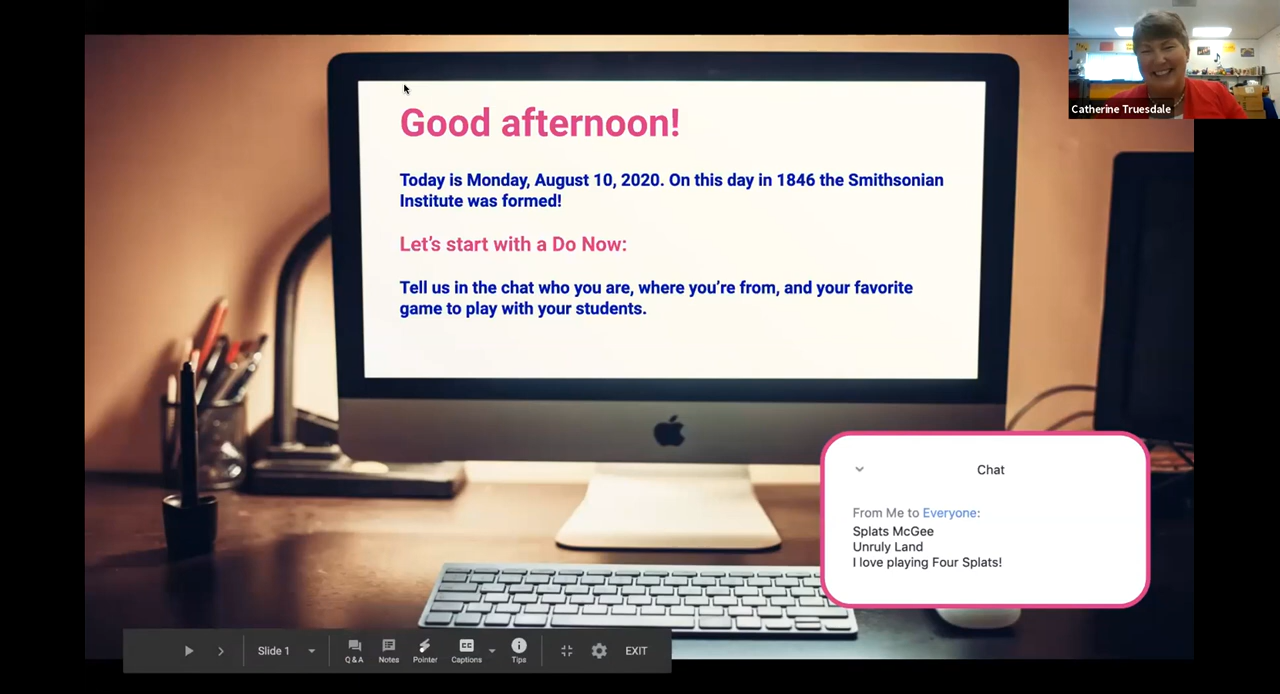 Catherine Truesdale
Good afternoon!
Today is Monday, August 10, 2020. On this day in 1846 the Smithsonian
Institute was formed!
Let's start with a Do Now:
Tell us in the chat who you are, where you're from, and your favorite
game to play with your students.
Chat
From Me to Everyone:
Splats McGee
Unruly Land
I love playing Four Splats!
Slide 1
Q&A
Notes
Pointer
Captions
Tips
EXIT